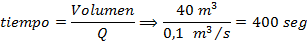 tiempo = Volumen / Q ⟹ 40 m³ / 0,1 m³/s = 400 seg